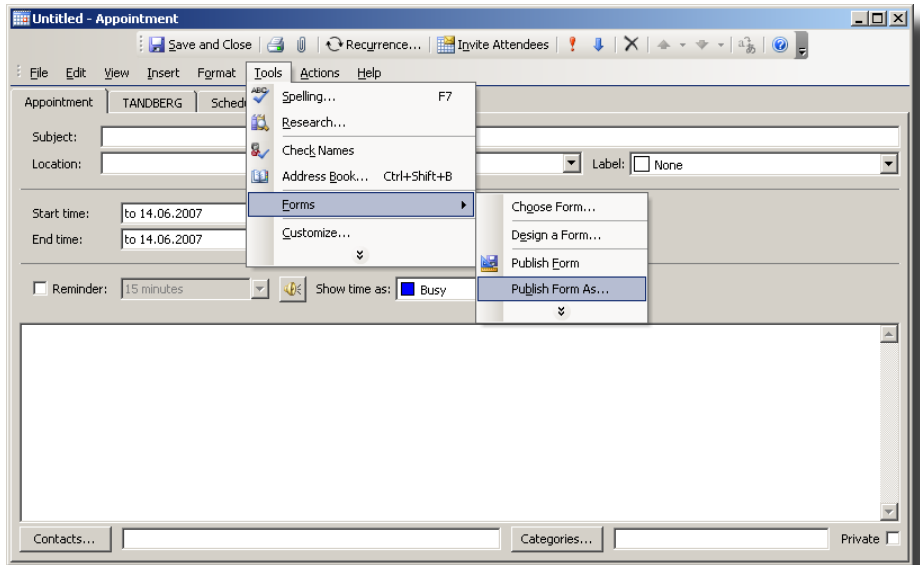 Untitled - Appointment
Save and Close Recurrence... Invite Attendees
File Edit View Insert Format Tools Actions Help
Appointment TANDBERG Schedu
Spelling... F7
Research...
Subject:
Check Names
Location: Label: None
Address Book... Ctrl+Shift+B
Forms
Choose Form...
Start time: to 14.06.2007
Customize...
Design a Form...
End time: to 14.06.2007
Publish Form
Reminder: 15 minutes Show time as: Busy
Publish Form As...
Contacts... Categories... Private